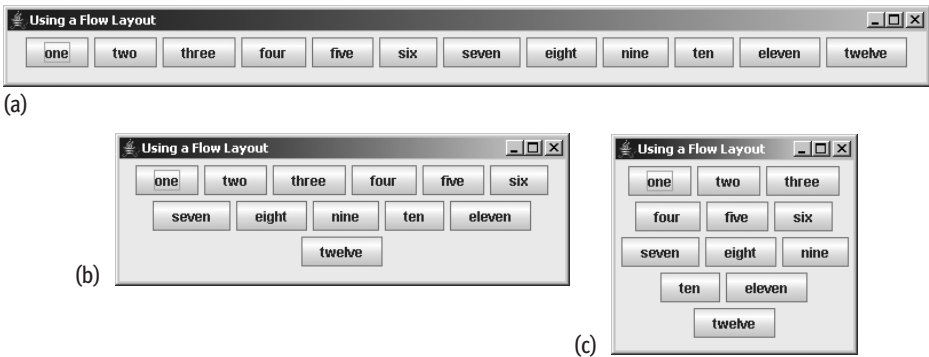 Using a Flow Layout
one two three four five six seven eight nine ten eleven twelve
(a)
Using a Flow Layout
one two three four five six
seven eight nine ten eleven
twelve
(b)
Using a Flow Layout
one two three
four five six
seven eight nine
ten eleven
twelve
(c)